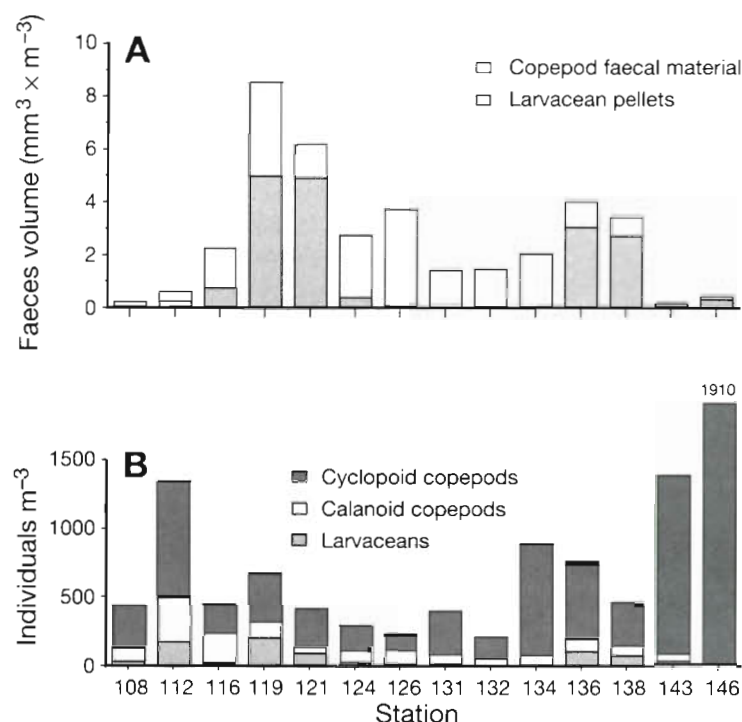 A
Faeces volume (mm³ × m⁻³)
10
8
6
4
2
0
Copepod faecal material
Larvacean pellets
B
Individuals m⁻³
1500
1000
500
0
Cyclopoid copepods
Calanoid copepods
Larvaceans
1910
108 112 116 119 121 124 126 131 132 134 136 138 143 146
Station